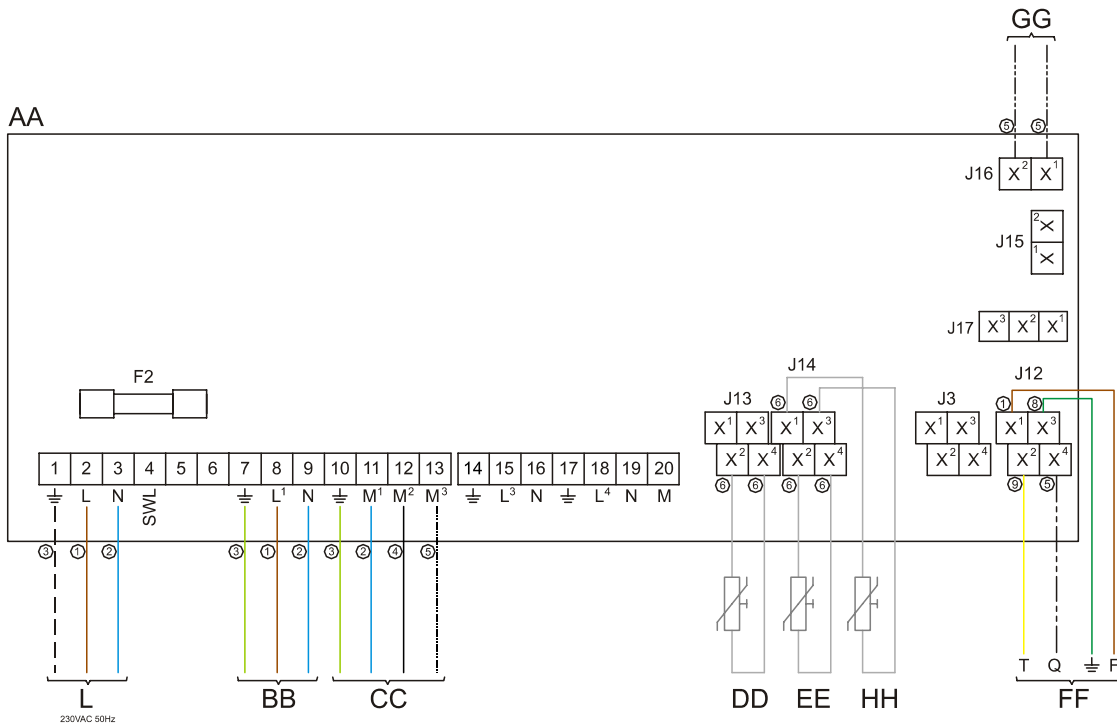 GG
AA
⑤ ⑤
J16 X² X¹
J15 2X
1X
J17 X³ X² X¹
F2
J14
J12
J13 ⑥ ⑥ J3 ① ⑧
X¹ X³ X¹ X³ X¹ X³ X¹ X³
X² X⁴ X² X⁴ X² X⁴ X² X⁴
1 2 3 4 5 6 7 8 9 10 11 12 13 14 15 16 17 18 19 20
⑥ ⑥ ⑥ ⑥ ⑨ ⑤
L N SWL L¹ N M¹ M² M³ L³ N L⁴ N M
③ ① ② ③ ① ② ③ ② ④ ⑤
T Q F
L BB CC DD EE HH FF
230VAC 50Hz